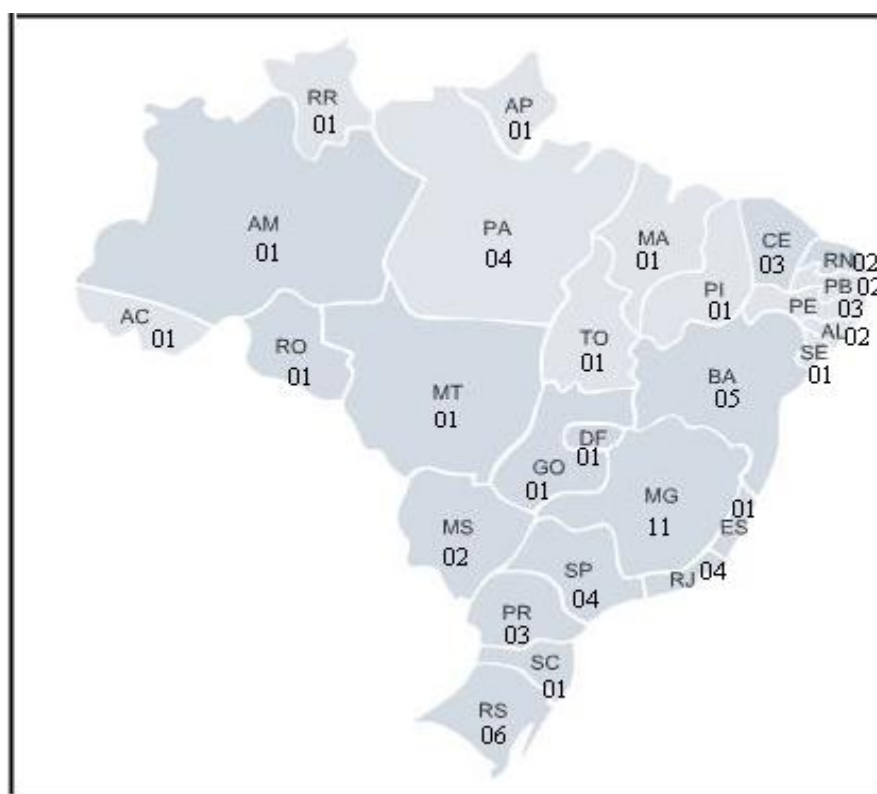 RR
01
AP
01
AM
01
PA
04
MA
01
CE
03
RN 02
PB 02
PI
01
PE 03
AL 02
SE
01
AC
01
RO
01
TO
01
MT
01
BA
05
DF
01
GO
01
MG
11
01
ES
MS
02
SP
04
RJ 04
PR
03
SC
01
RS
06